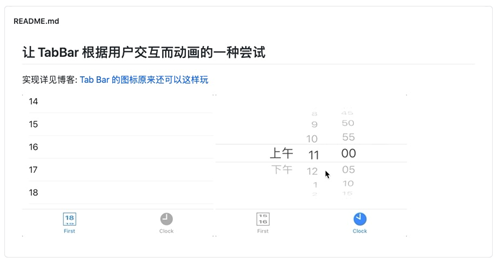 README.md
让 TabBar 根据用户交互而动画的一种尝试
实现详见博客: Tab Bar 的图标原来还可以这样玩
14
15
16
17
18
9 50
10 55
上午 11 00
下午 12 05
1 10
18
First
Clock
15
16
First
Clock